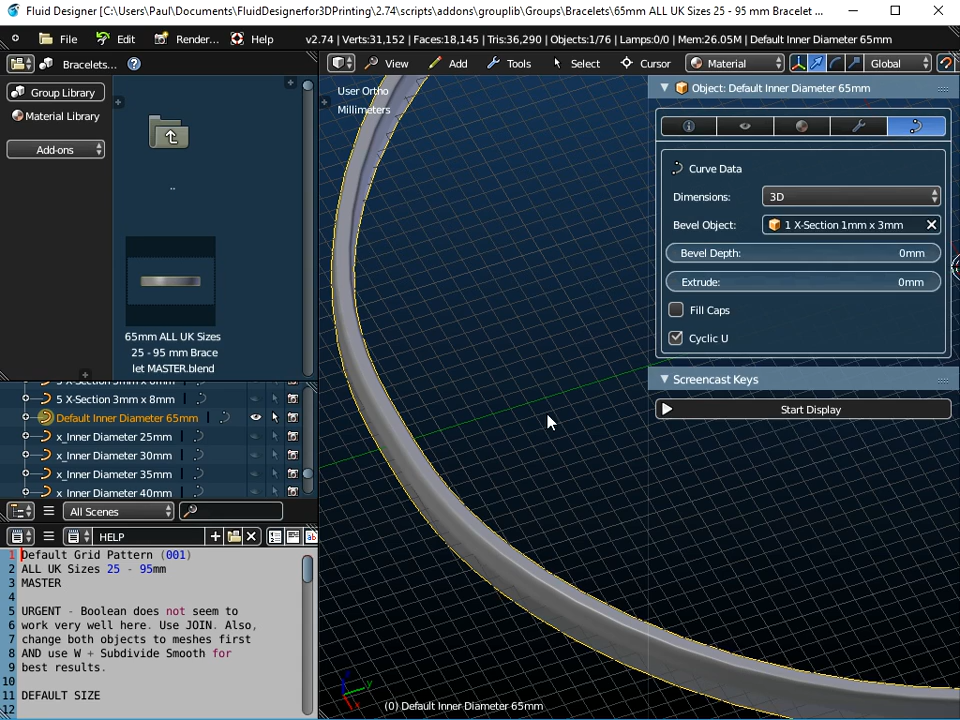 Fluid Designer [C:\Users\Paul\Documents\FluidDesignerfor3DPrinting\2.74\scripts\addons\grouplib\Groups\Bracelets\65mm ALL UK Sizes 25 - 95 mm Bracelet ...
File Edit Render... Help v2.74 | Verts:31,152 | Faces:18,145 | Tris:36,290 | Objects:1/76 | Lamps:0/0 | Mem:26.05M | Default Inner Diameter 65mm
Bracelets...
View Add Tools Select Cursor Material Global
Group Library
Material Library
Add-ons
..
65mm ALL UK Sizes
25 - 95 mm Brace
let MASTER.blend
User Ortho
Millimeters
Object: Default Inner Diameter 65mm
Curve Data
Dimensions: 3D
Bevel Object: 1 X-Section 1mm x 3mm
Bevel Depth: 0mm
Extrude: 0mm
Fill Caps
Cyclic U
Screencast Keys
Start Display
5 X-Section 3mm x 8mm
Default Inner Diameter 65mm
x_Inner Diameter 25mm
x_Inner Diameter 30mm
x_Inner Diameter 35mm
x_Inner Diameter 40mm
All Scenes
HELP
ab
1 Default Grid Pattern (001)
2 ALL UK Sizes 25 - 95mm
3 MASTER
4
5 URGENT - Boolean does not seem to
6 work very well here. Use JOIN. Also,
7 change both objects to meshes first
8 AND use W + Subdivide Smooth for
9 best results.
10
11 DEFAULT SIZE
12
z
y
x
(0) Default Inner Diameter 65mm